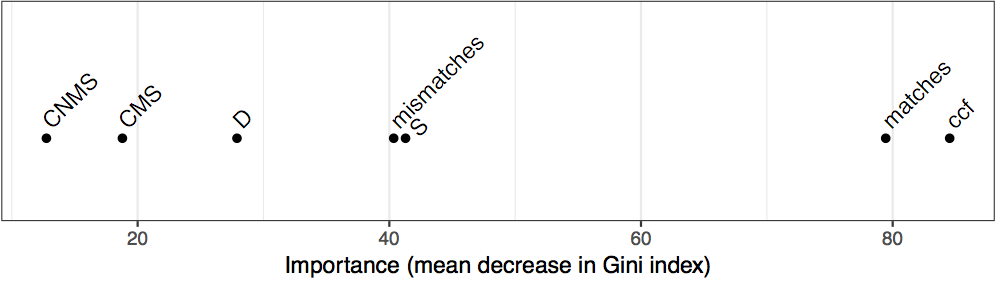 CNMS
CMS
D
mismatches
S
matches
ccf
20
40
60
80
Importance (mean decrease in Gini index)